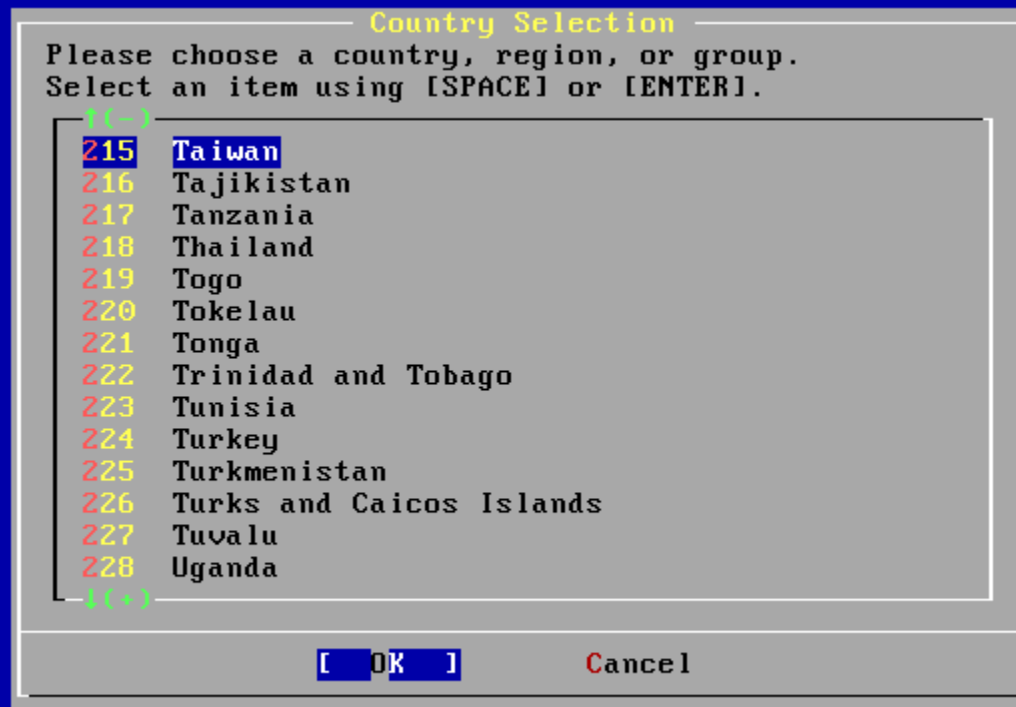 Country Selection
Please choose a country, region, or group.
Select an item using [SPACE] or [ENTER].
↑(-)
215 Taiwan
216 Tajikistan
217 Tanzania
218 Thailand
219 Togo
220 Tokelau
221 Tonga
222 Trinidad and Tobago
223 Tunisia
224 Turkey
225 Turkmenistan
226 Turks and Caicos Islands
227 Tuvalu
228 Uganda
↓(+)
[ OK ] Cancel